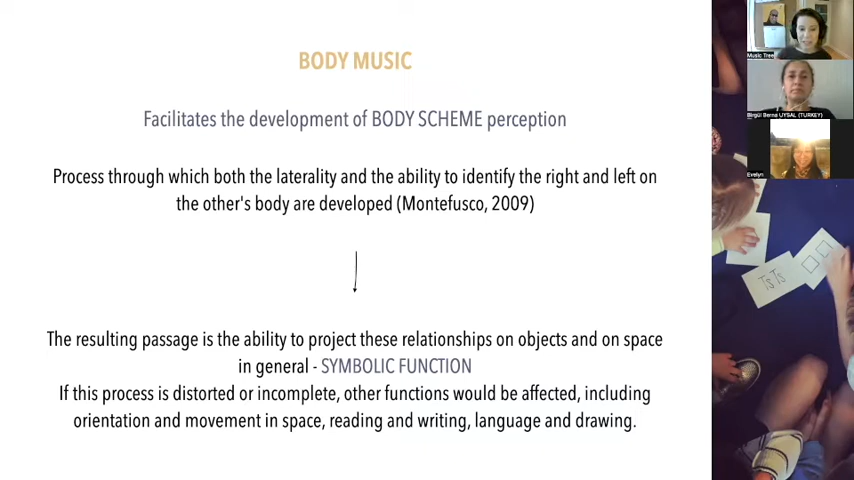 BODY MUSIC
Facilitates the development of BODY SCHEME perception
Process through which both the laterality and the ability to identify the right and left on
the other's body are developed (Montefusco, 2009)
The resulting passage is the ability to project these relationships on objects and on space
in general - SYMBOLIC FUNCTION
If this process is distorted or incomplete, other functions would be affected, including
orientation and movement in space, reading and writing, language and drawing.
Music Tree
Birgül Berna UYSAL (TURKEY)
Evelyn
Ts Ts